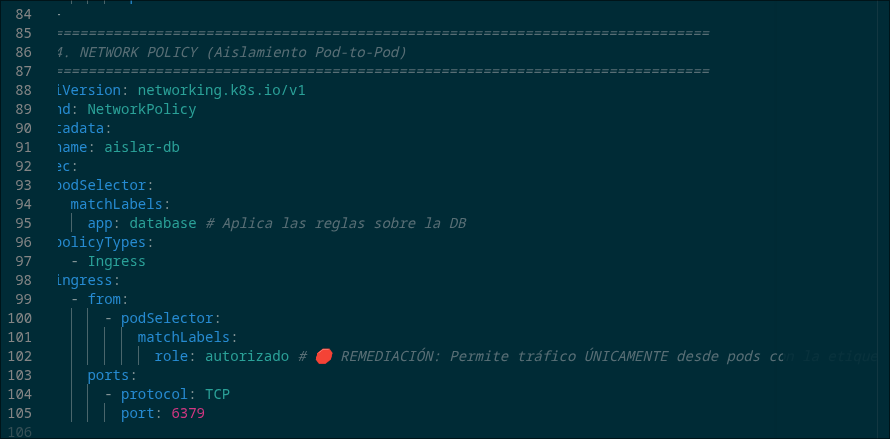 84 -
85 ==============================================================================
86 4. NETWORK POLICY (Aislamiento Pod-to-Pod)
87 ==============================================================================
88 iVersion: networking.k8s.io/v1
89 nd: NetworkPolicy
90 tadata:
91 name: aislar-db
92 ec:
93 podSelector:
94 matchLabels:
95 app: database # Aplica las reglas sobre la DB
96 policyTypes:
97 - Ingress
98 ingress:
99 - from:
100 - podSelector:
101 matchLabels:
102 role: autorizado # 🛑 REMEDIACIÓN: Permite tráfico ÚNICAMENTE desde pods con la etique
103 ports:
104 - protocol: TCP
105 port: 6379
106